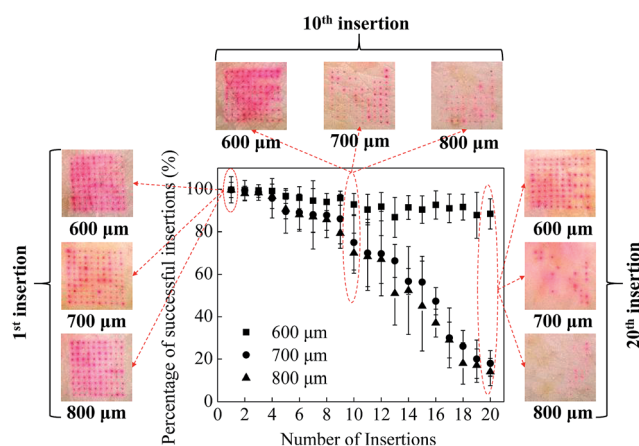 10th insertion
600 µm
700 µm
800 µm
1st insertion
600 µm
700 µm
800 µm
Percentage of successful insertions (%)
100
80
60
40
20
0
600 µm
700 µm
800 µm
0 2 4 6 8 10 12 14 16 18 20
Number of Insertions
600 µm
700 µm
800 µm
20th insertion